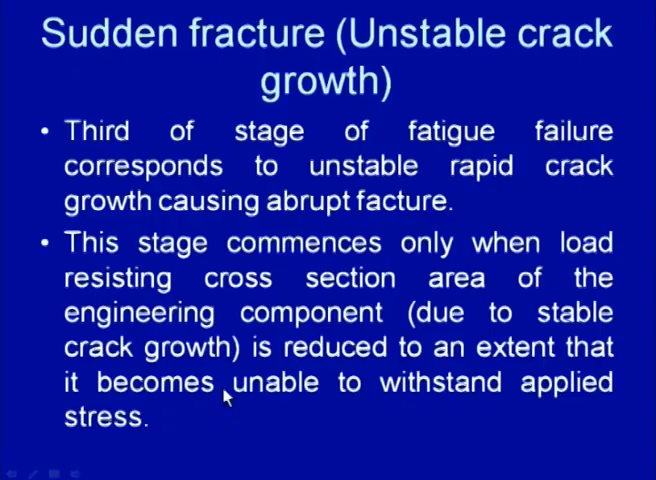 Sudden fracture (Unstable crack
growth)
• Third of stage of fatigue failure
corresponds to unstable rapid crack
growth causing abrupt facture.
• This stage commences only when load
resisting cross section area of the
engineering component (due to stable
crack growth) is reduced to an extent that
it becomes unable to withstand applied
stress.